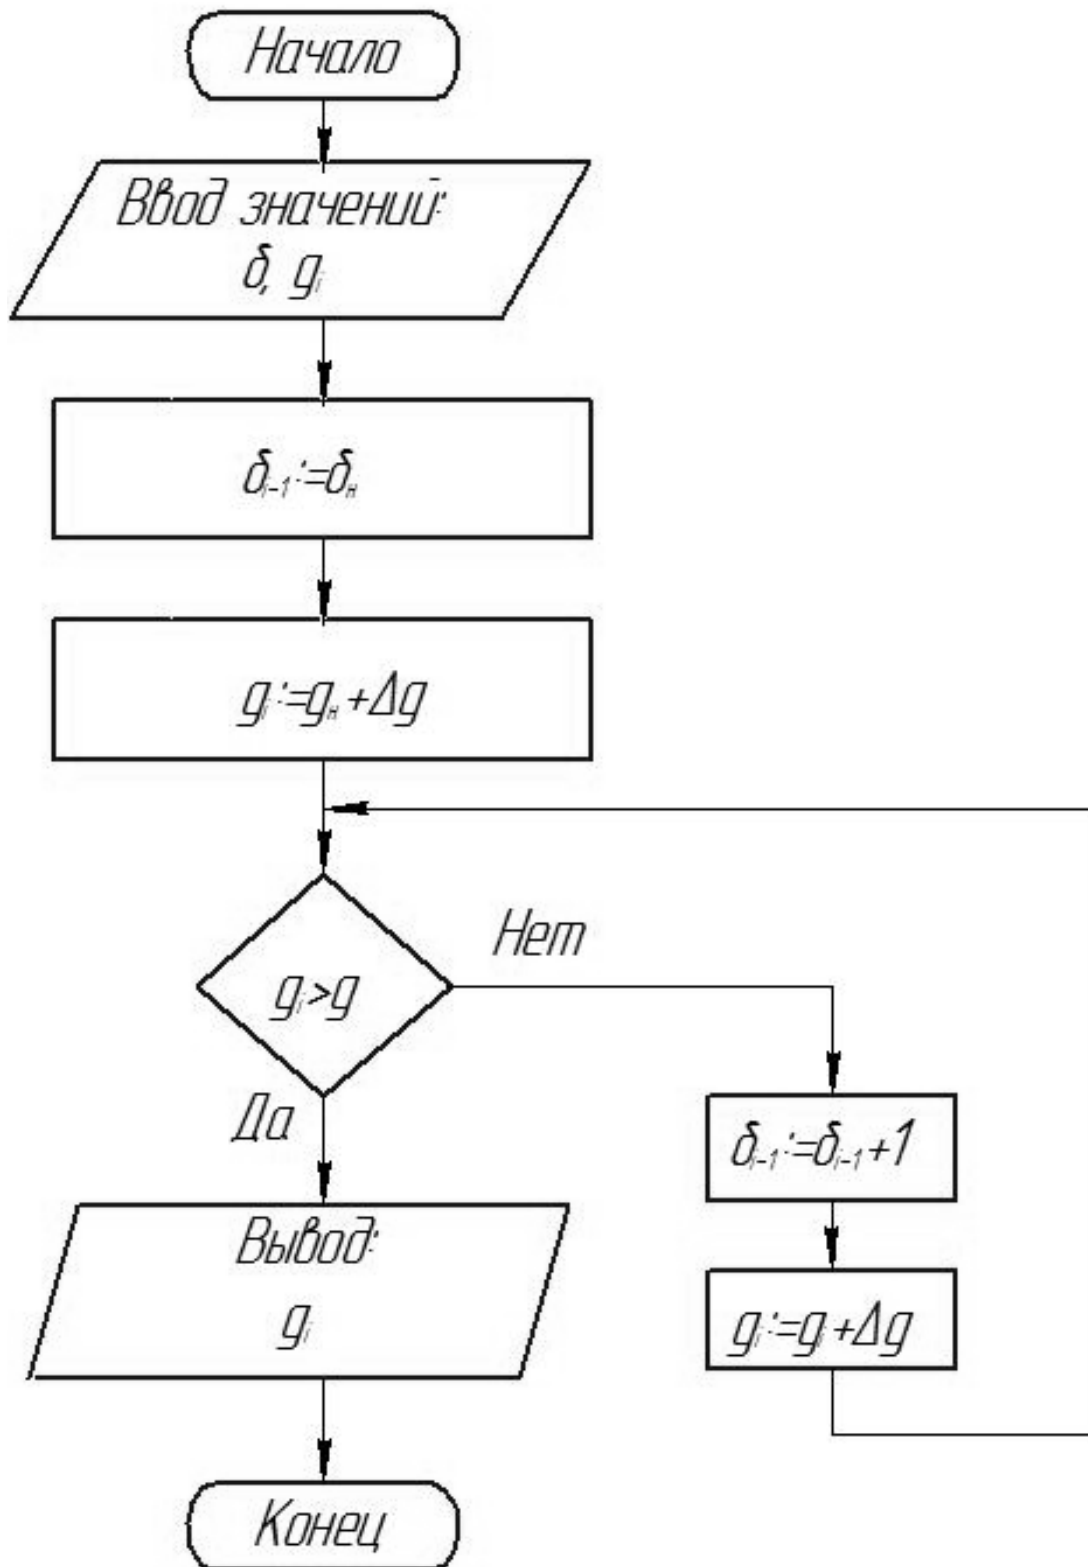 Начало
Ввод значений:
δ, gᵢ
δᵢ₋₁:=δₙ
gᵢ:=gₙ+Δg
gᵢ>g
Нет
Да
δᵢ₋₁:=δᵢ₋₁+1
Вывод:
gᵢ
gᵢ:=gᵢ+Δg
Конец